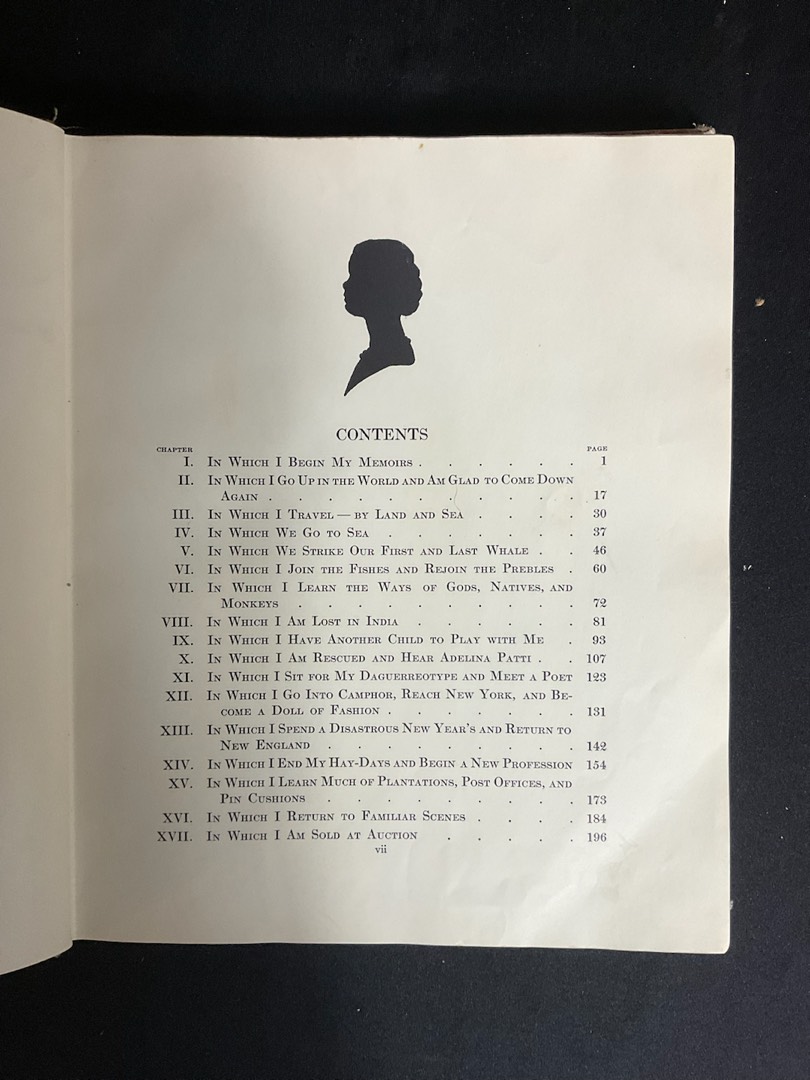 CONTENTS
CHAPTER PAGE
I. In Which I Begin My Memoirs . . . . . . 1
II. In Which I Go Up in the World and Am Glad to Come Down
Again . . . . . . . . . . . 17
III. In Which I Travel — by Land and Sea . . . . 30
IV. In Which We Go to Sea . . . . . . . 37
V. In Which We Strike Our First and Last Whale . . 46
VI. In Which I Join the Fishes and Rejoin the Prebles . 60
VII. In Which I Learn the Ways of Gods, Natives, and
Monkeys . . . . . . . . . . 72
VIII. In Which I Am Lost in India . . . . . . 81
IX. In Which I Have Another Child to Play with Me . 93
X. In Which I Am Rescued and Hear Adelina Patti . . 107
XI. In Which I Sit for My Daguerreotype and Meet a Poet 123
XII. In Which I Go Into Camphor, Reach New York, and Be-
come a Doll of Fashion . . . . . . . 131
XIII. In Which I Spend a Disastrous New Year's and Return to
New England . . . . . . . . . 142
XIV. In Which I End My Hay-Days and Begin a New Profession 154
XV. In Which I Learn Much of Plantations, Post Offices, and
Pin Cushions . . . . . . . . . 173
XVI. In Which I Return to Familiar Scenes . . . . 184
XVII. In Which I Am Sold at Auction . . . . . 196
vii